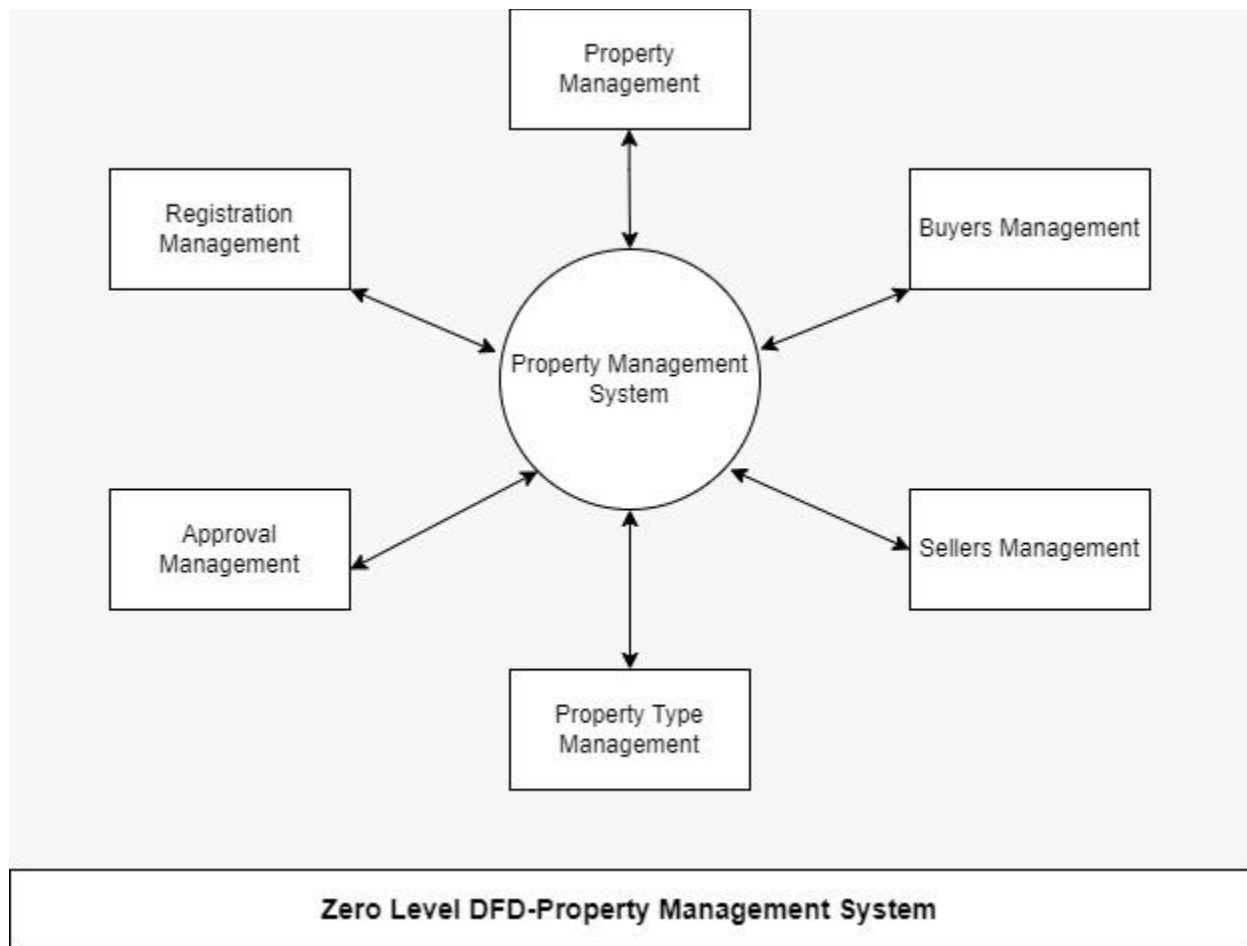 Property
Management
Registration
Management
Buyers Management
Property Management
System
Approval
Management
Sellers Management
Property Type
Management
Zero Level DFD-Property Management System